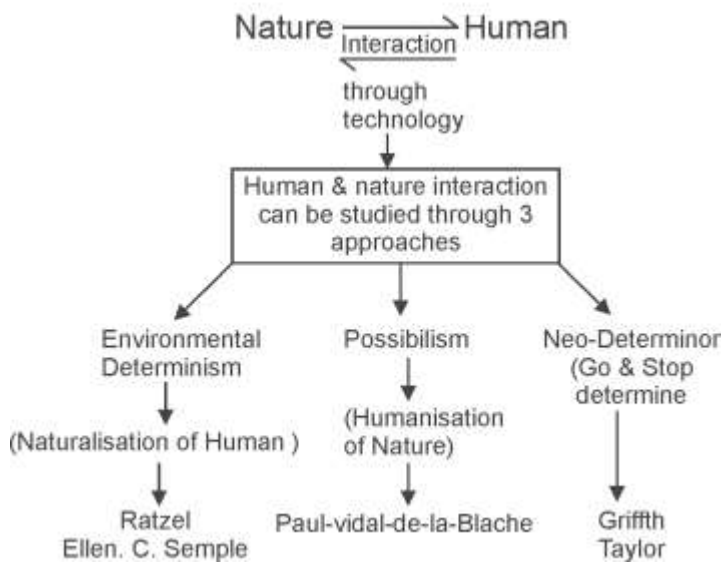 Nature Interaction Human
through
technology
Human & nature interaction
can be studied through 3
approaches
Environmental
Determinism
(Naturalisation of Human )
Ratzel
Ellen. C. Semple
Possibilism
(Humanisation
of Nature)
Paul-vidal-de-la-Blache
Neo-Determinor
(Go & Stop
determine
Griffth
Taylor